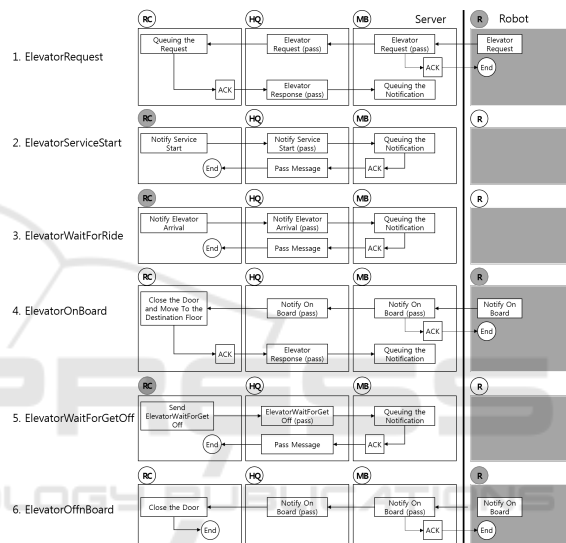 RC
HQ
MB
Server
R
Robot
1. ElevatorRequest
Queuing the
Request
Elevator
Request (pass)
Elevator
Request (pass)
Elevator
Request
ACK
End
ACK
Elevator
Response (pass)
Queuing the
Notification
RC
HQ
MB
R
2. ElevatorServiceStart
Notify Service
Start
Notify Service
Start (pass)
Queuing the
Notification
End
Pass Message
ACK
RC
HQ
MB
R
3. ElevatorWaitForRide
Notify Elevator
Arrival
Notify Elevator
Arrival (pass)
Queuing the
Notification
End
Pass Message
ACK
RC
HQ
MB
R
4. ElevatorOnBoard
Close the Door
and Move To the
Destination Floor
Notify On
Board (pass)
Notify On
Board (pass)
Notify On
Board
ACK
End
ACK
Elevator
Response (pass)
Queuing the
Notification
RC
HQ
MB
R
5. ElevatorWaitForGetOff
Send
ElevatorWaitForGet
Off
ElevatorWaitForGet
Off (pass)
Queuing the
Notification
End
Pass Message
ACK
RC
HQ
MB
R
6. ElevatorOffnBoard
Close the Door
Notify On
Board (pass)
Notify On
Board (pass)
Notify On
Board
End
ACK
End
PRESS
OLOGY PUBLICATIONS